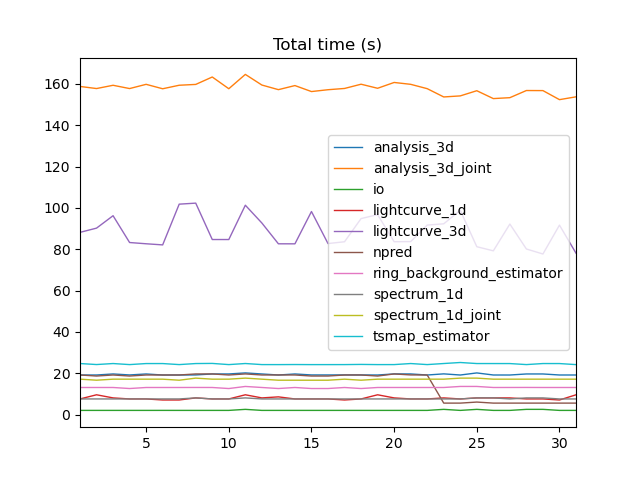 Total time (s)
160
140
120
100
80
60
40
20
0
analysis_3d
analysis_3d_joint
io
lightcurve_1d
lightcurve_3d
npred
ring_background_estimator
spectrum_1d
spectrum_1d_joint
tsmap_estimator
5 10 15 20 25 30